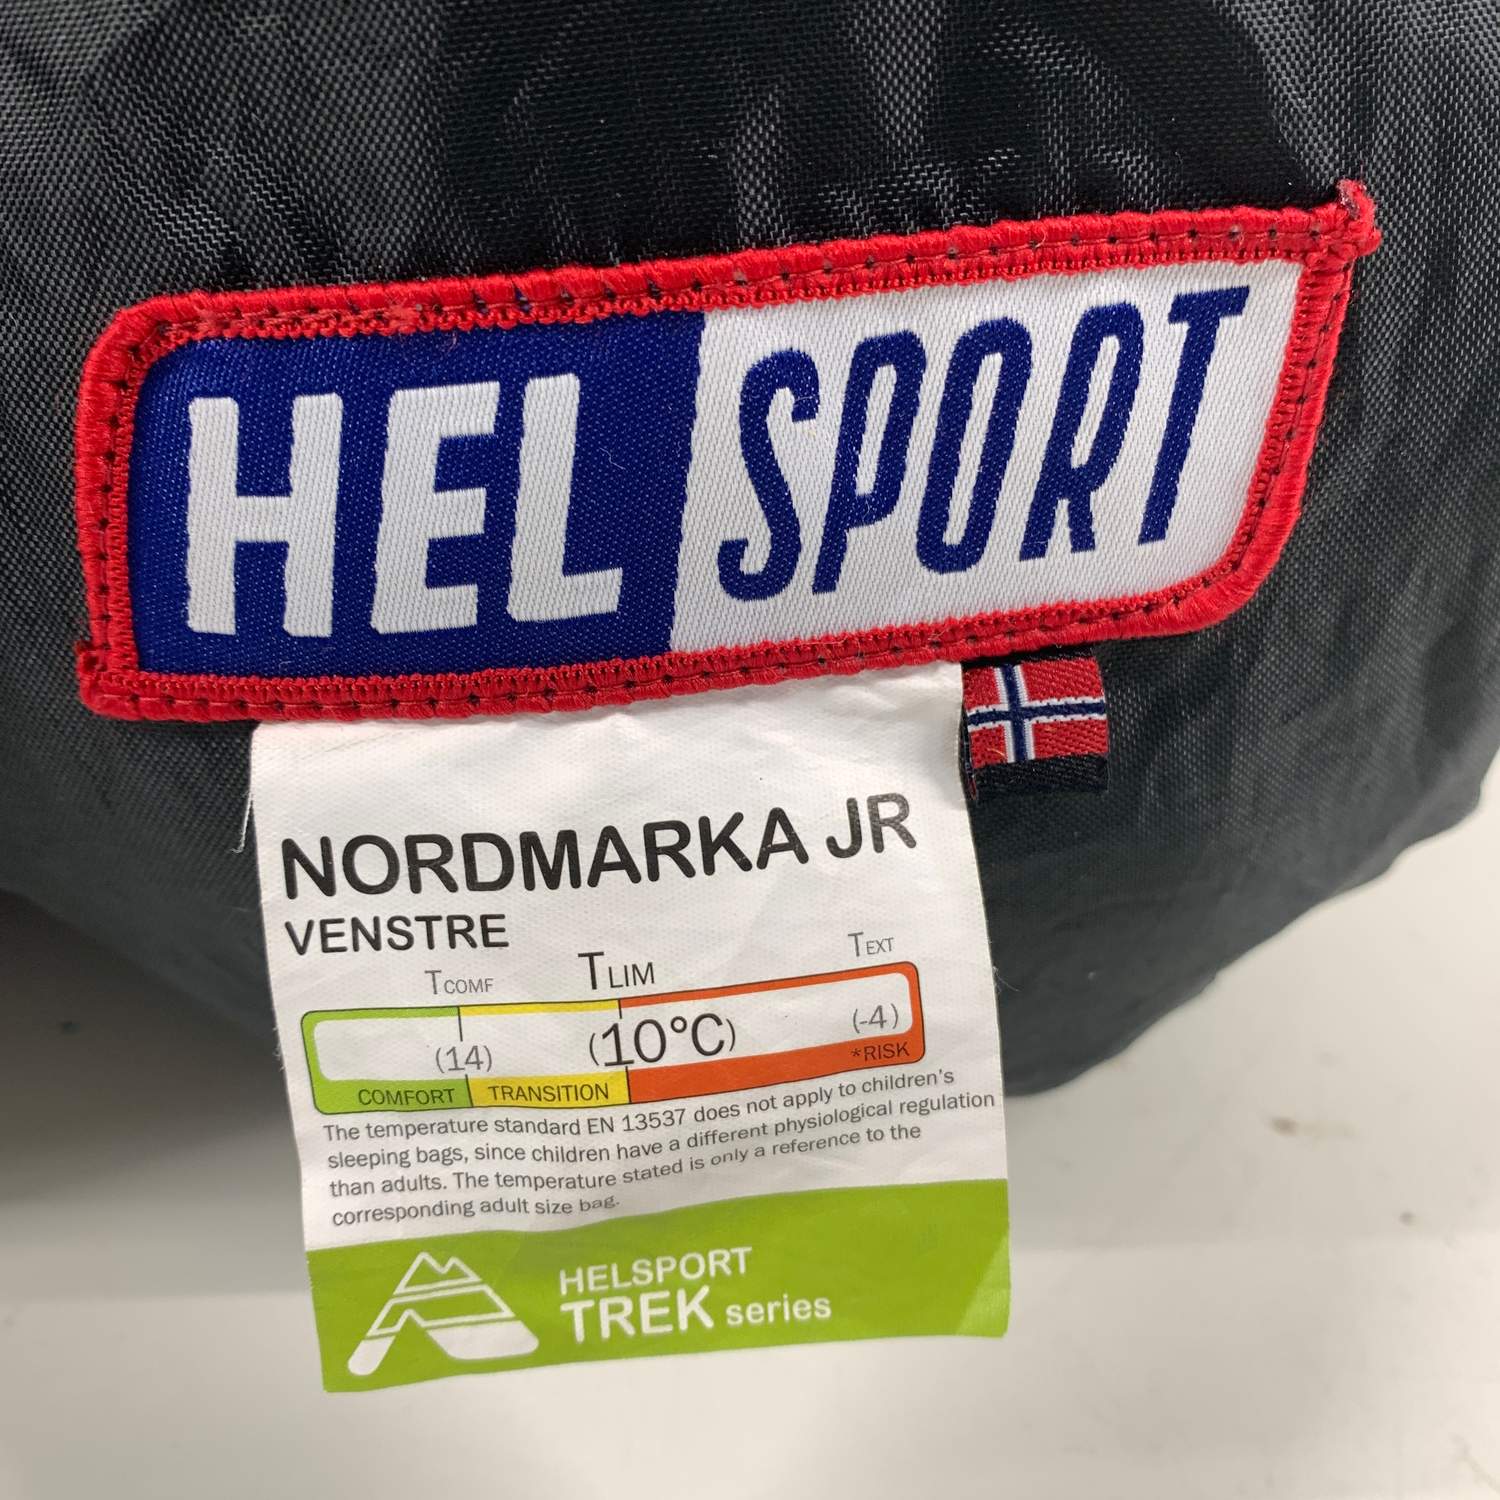 HELSPORT
NORDMARKA JR
VENSTRE
TCOMF TLIM TEXT
(14) (10°C) (-4)
COMFORT TRANSITION *RISK
The temperature standard EN 13537 does not apply to children's
sleeping bags, since children have a different physiological regulation
than adults. The temperature stated is only a reference to the
corresponding adult size bag.
HELSPORT
TREK series